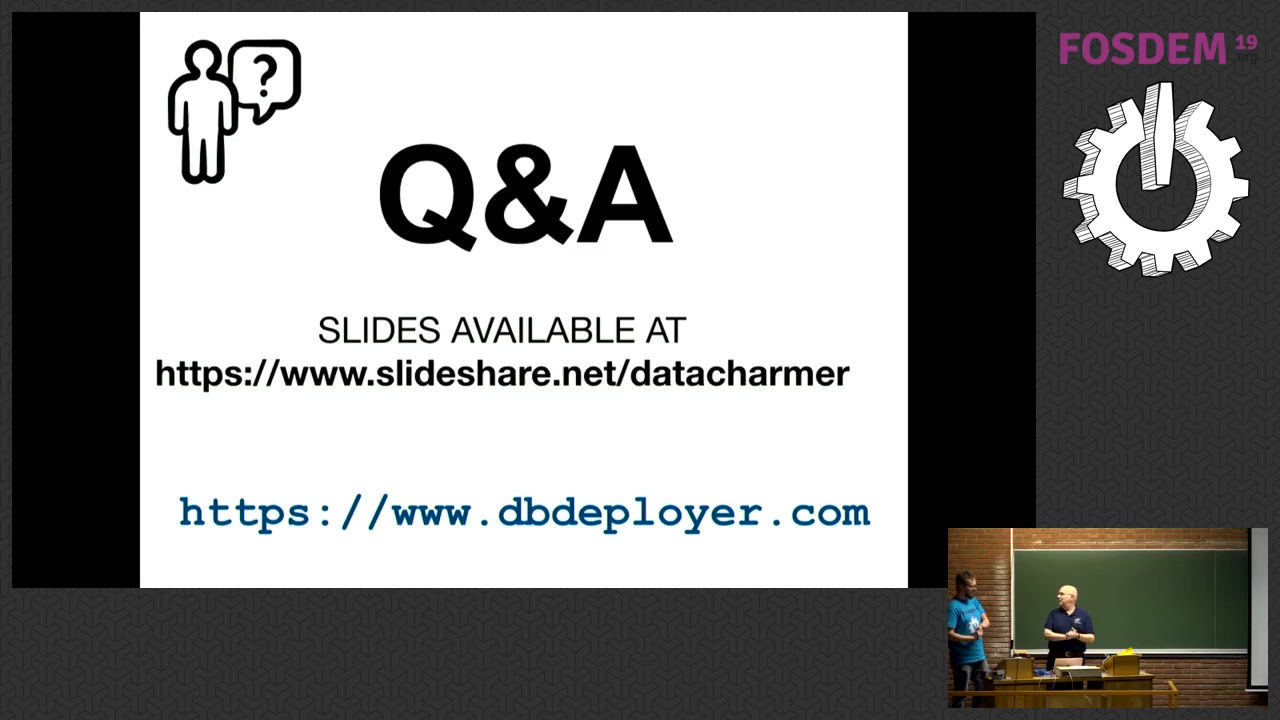 FOSDEM 19
.org
?
Q&A
SLIDES AVAILABLE AT
https://www.slideshare.net/datacharmer
https://www.dbdeployer.com